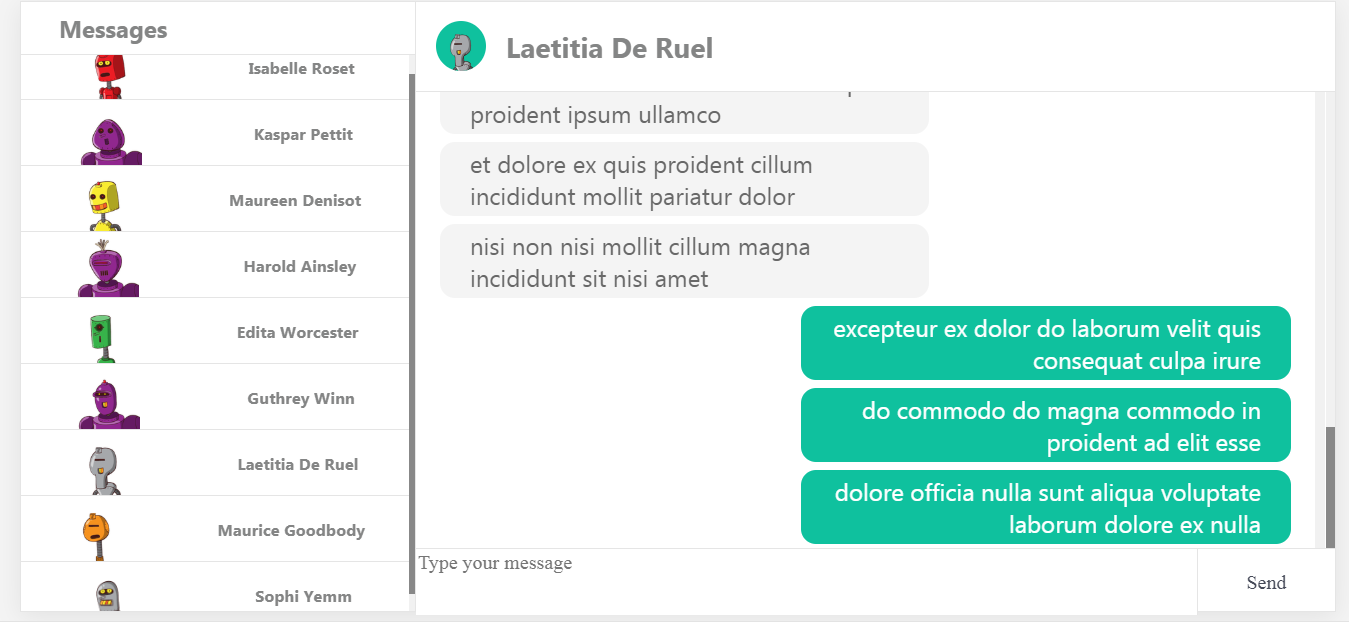 Messages
Isabelle Roset
Kaspar Pettit
Maureen Denisot
Harold Ainsley
Edita Worcester
Guthrey Winn
Laetitia De Ruel
Maurice Goodbody
Sophi Yemm
Laetitia De Ruel
proident ipsum ullamco
et dolore ex quis proident cillum
incididunt mollit pariatur dolor
nisi non nisi mollit cillum magna
incididunt sit nisi amet
excepteur ex dolor do laborum velit quis
consequat culpa irure
do commodo do magna commodo in
proident ad elit esse
dolore officia nulla sunt aliqua voluptate
laborum dolore ex nulla
Type your message
Send